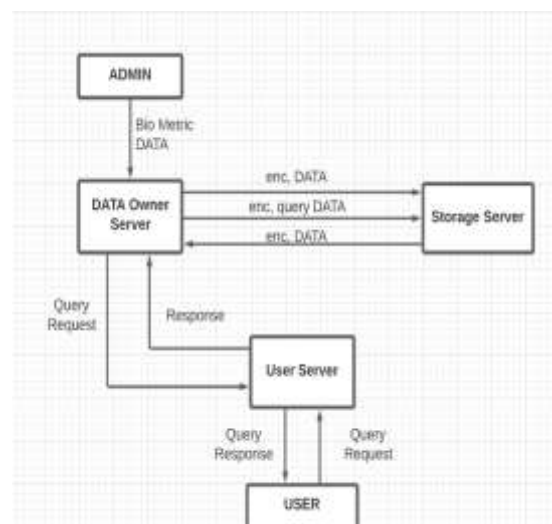 ADMIN
Bio Metric
DATA
enc, DATA
DATA Owner
Server
enc, query DATA
Storage Server
enc, DATA
Query
Request
Response
User Server
Query
Response
Query
Request
USER